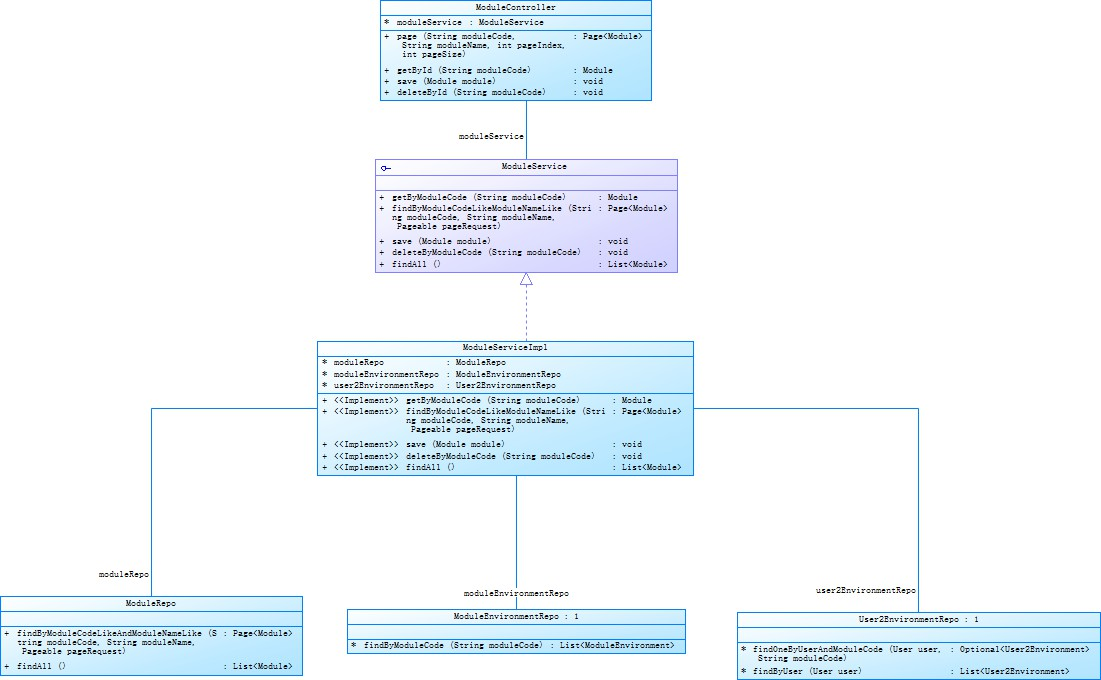 ModuleController
* moduleService : ModuleService
+ page (String moduleCode, : Page<Module>
String moduleName, int pageIndex,
int pageSize)
+ getById (String moduleCode) : Module
+ save (Module module) : void
+ deleteById (String moduleCode) : void
moduleService
ModuleService
+ getByModuleCode (String moduleCode) : Module
+ findByModuleCodeLikeModuleNameLike (Stri : Page<Module>
ng moduleCode, String moduleName,
Pageable pageRequest)
+ save (Module module) : void
+ deleteByModuleCode (String moduleCode) : void
+ findAll () : List<Module>
ModuleServiceImpl
* moduleRepo : ModuleRepo
* moduleEnvironmentRepo : ModuleEnvironmentRepo
* user2EnvironmentRepo : User2EnvironmentRepo
+ <<Implement>> getByModuleCode (String moduleCode) : Module
+ <<Implement>> findByModuleCodeLikeModuleNameLike (Stri : Page<Module>
ng moduleCode, String moduleName,
Pageable pageRequest)
+ <<Implement>> save (Module module) : void
+ <<Implement>> deleteByModuleCode (String moduleCode) : void
+ <<Implement>> findAll () : List<Module>
moduleRepo
ModuleRepo
+ findByModuleCodeLikeAndModuleNameLike (S : Page<Module>
tring moduleCode, String moduleName,
Pageable pageRequest)
+ findAll () : List<Module>
moduleEnvironmentRepo
ModuleEnvironmentRepo : 1
* findByModuleCode (String moduleCode) : List<ModuleEnvironment>
user2EnvironmentRepo
User2EnvironmentRepo : 1
* findOneByUserAndModuleCode (User user, : Optional<User2Environment>
String moduleCode)
* findByUser (User user) : List<User2Environment>